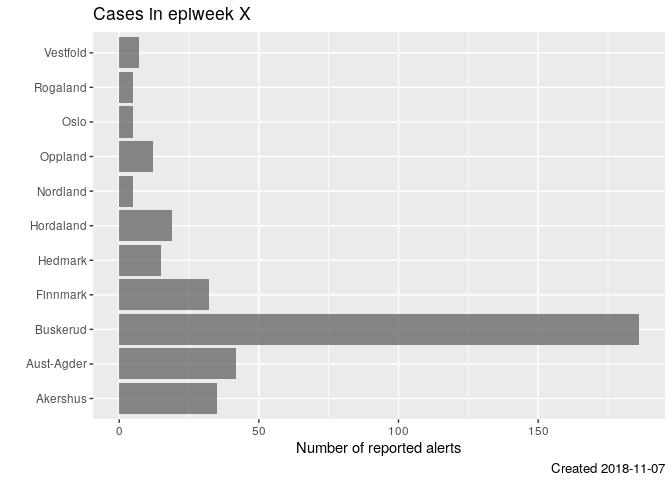 Cases in epiweek X
Vestfold
Rogaland
Oslo
Oppland
Nordland
Hordaland
Hedmark
Finnmark
Buskerud
Aust-Agder
Akershus
0 50 100 150
Number of reported alerts
Created 2018-11-07